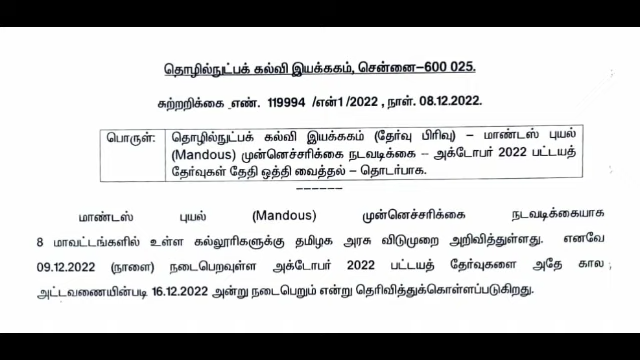 தொழில்நுட்பக் கல்வி இயக்ககம், சென்னை–600 025.
சுற்றறிக்கை எண். 119994 /என்1/2022 , நாள். 08.12.2022.
பொருள்: தொழில்நுட்பக் கல்வி இயக்ககம் (தேர்வு பிரிவு) – மாண்டஸ் புயல்
(Mandous) முன்னெச்சரிக்கை நடவடிக்கை – அக்டோபர் 2022 பட்டயத்
தேர்வுகள் தேதி ஒத்தி வைத்தல் – தொடர்பாக.
மாண்டஸ் புயல் (Mandous) முன்னெச்சரிக்கை நடவடிக்கையாக
8 மாவட்டங்களில் உள்ள கல்லூரிகளுக்கு தமிழக அரசு விடுமுறை அறிவித்துள்ளது. எனவே
09.12.2022 (நாளை) நடைபெறவுள்ள அக்டோபர் 2022 பட்டயத் தேர்வுகளை அதே கால
அட்டவணையின்படி 16.12.2022 அன்று நடைபெறும் என்று தெரிவித்துக்கொள்ளப்படுகிறது.